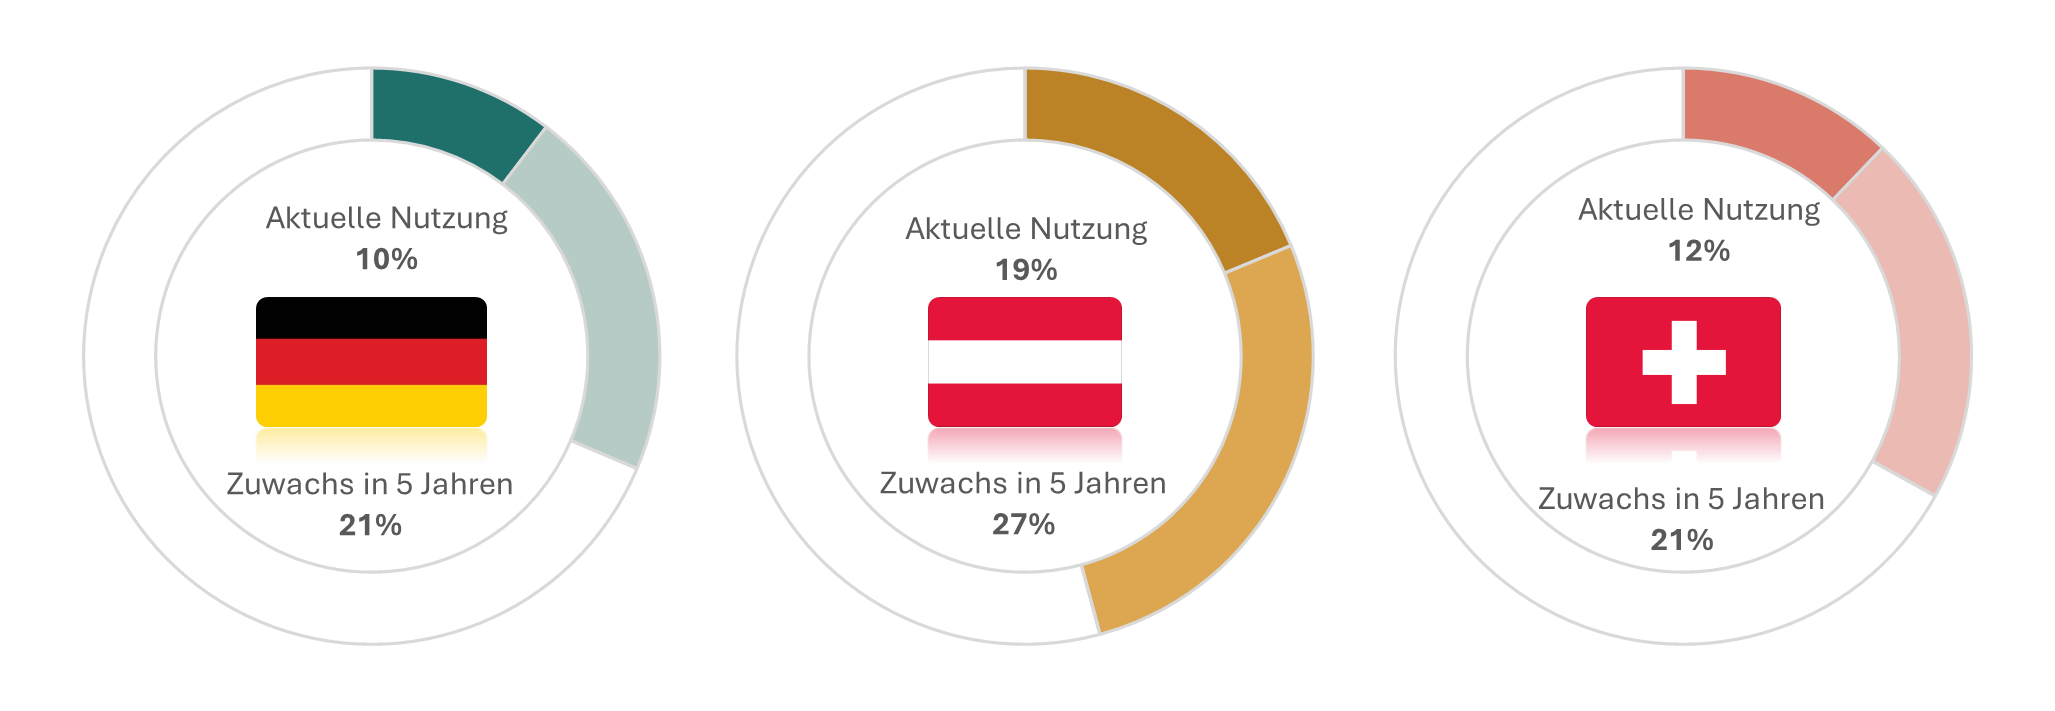 Aktuelle Nutzung
10%
Zuwachs in 5 Jahren
21%
Aktuelle Nutzung
19%
Zuwachs in 5 Jahren
27%
Aktuelle Nutzung
12%
Zuwachs in 5 Jahren
21%